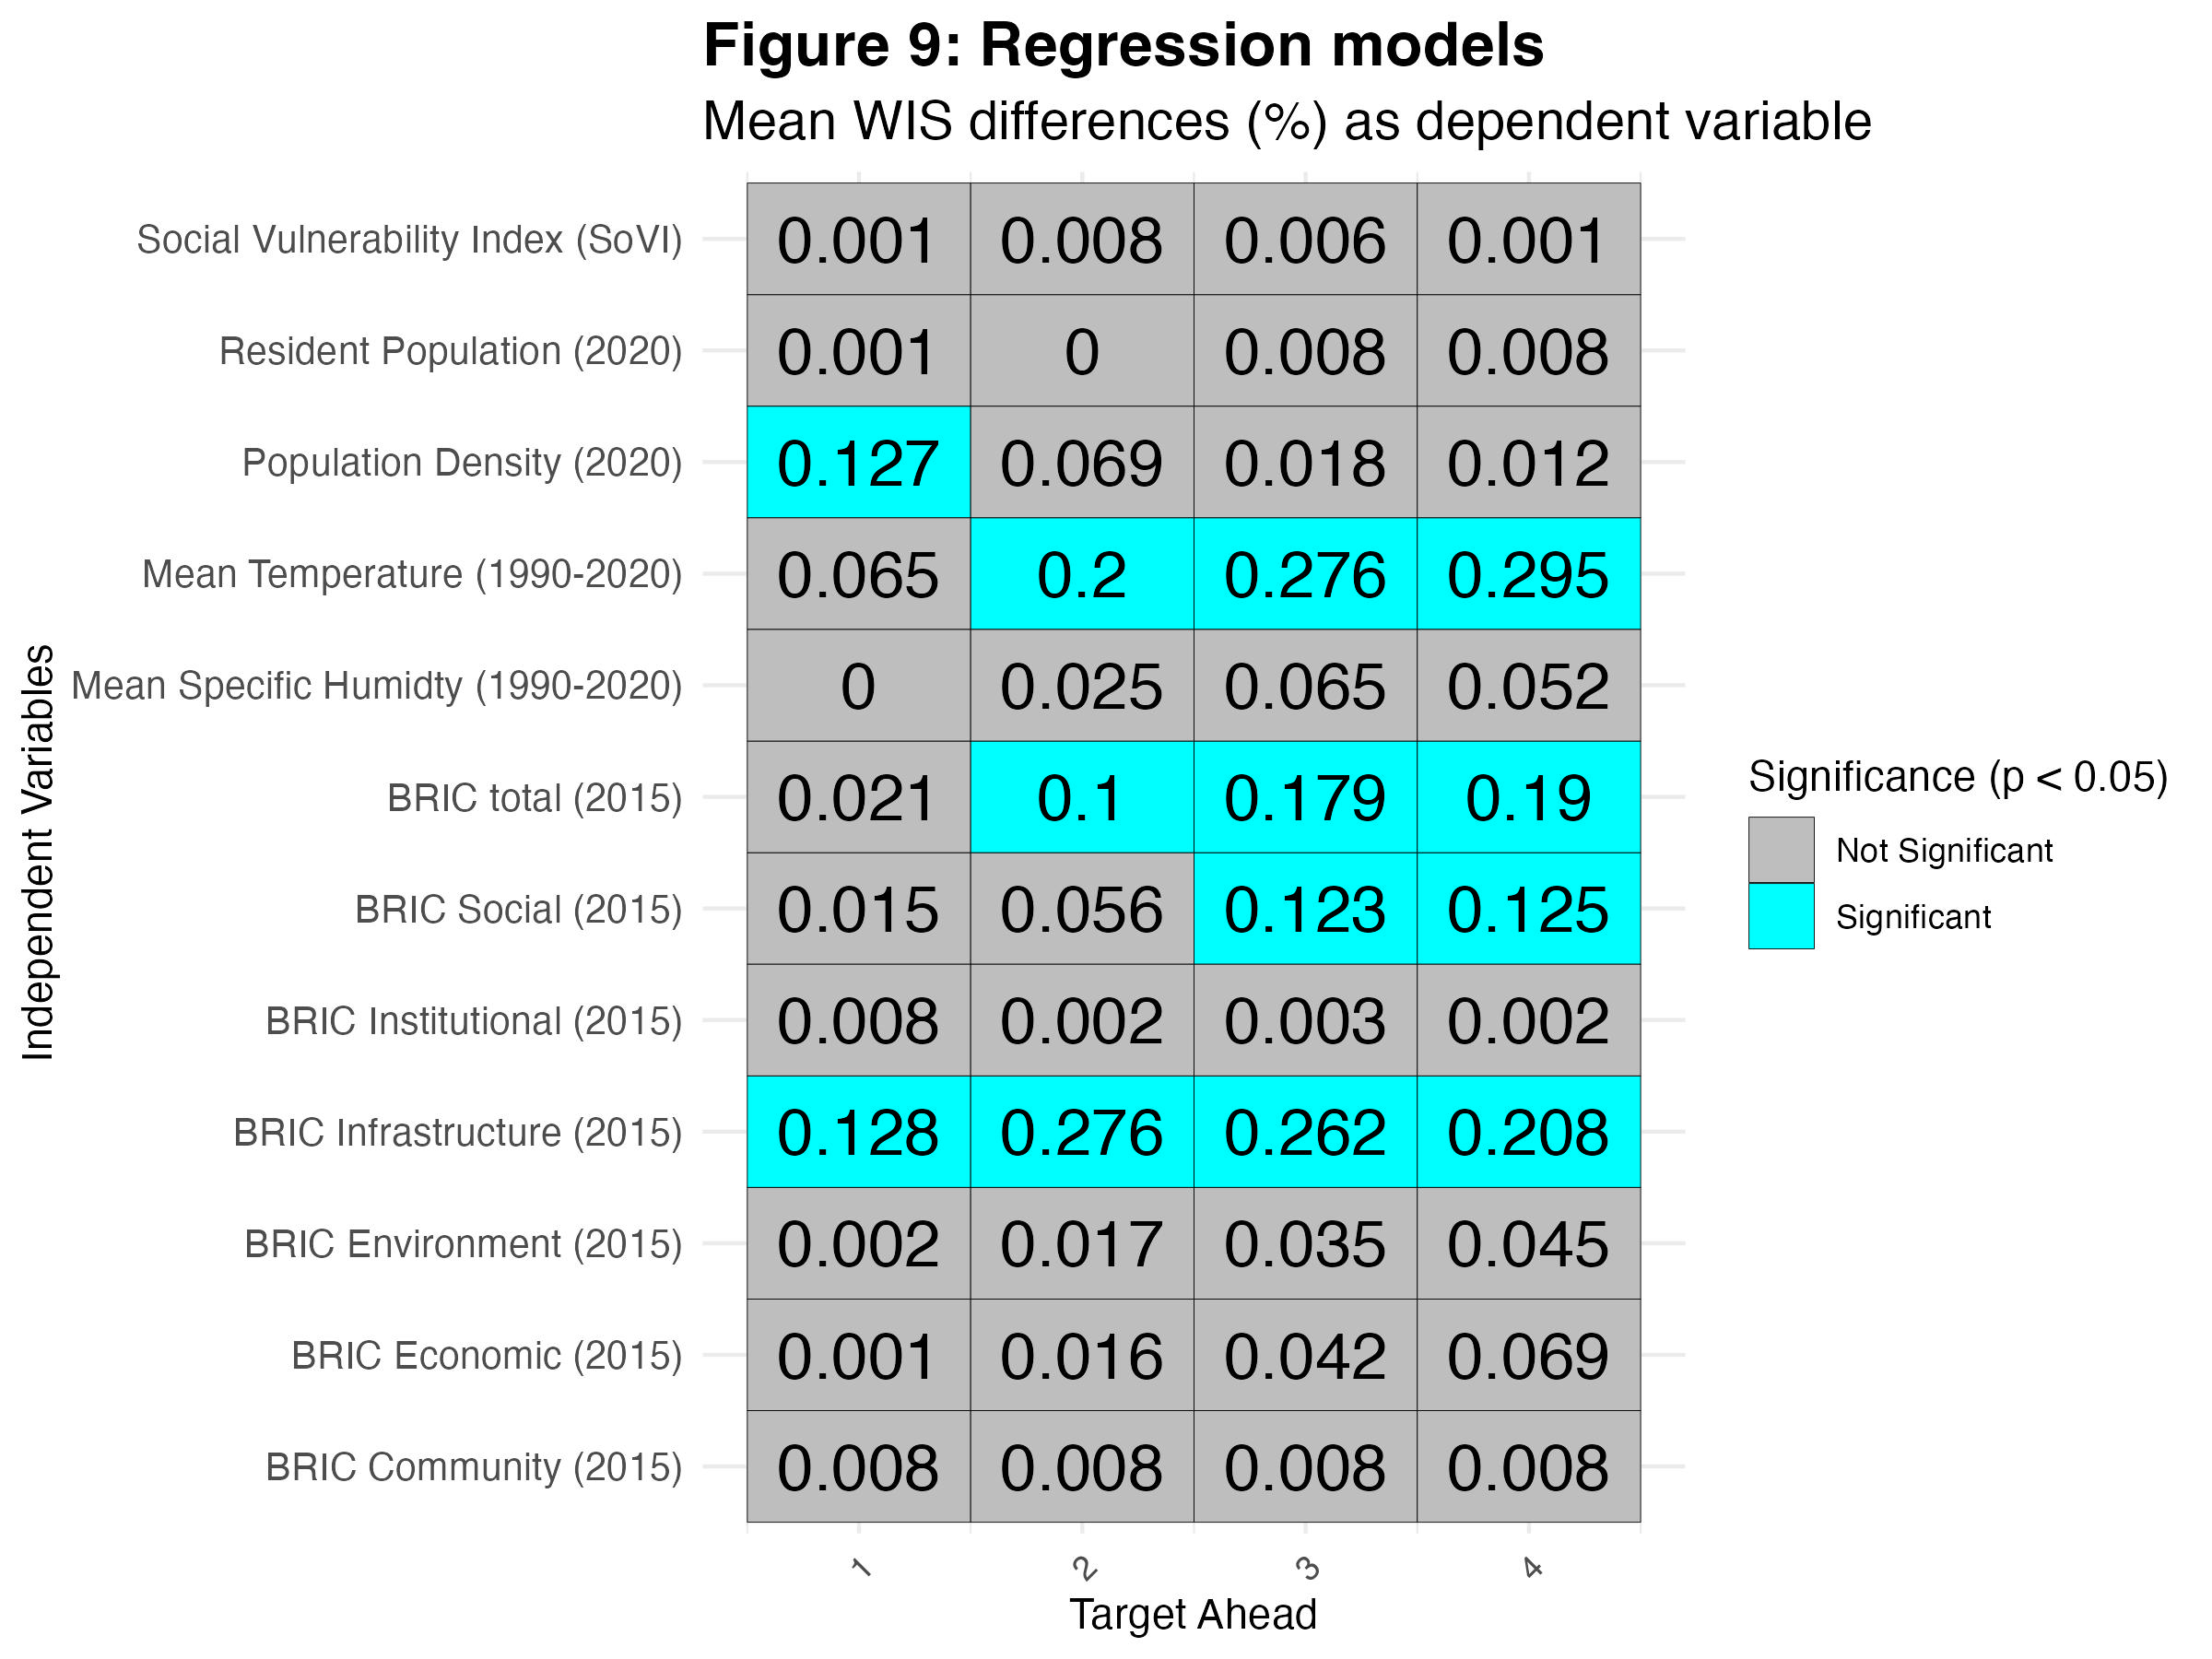 Figure 9: Regression models
Mean WIS differences (%) as dependent variable
Social Vulnerability Index (SoVI) 0.001 0.008 0.006 0.001
Resident Population (2020) 0.001 0 0.008 0.008
Population Density (2020) 0.127 0.069 0.018 0.012
Mean Temperature (1990-2020) 0.065 0.2 0.276 0.295
Mean Specific Humidty (1990-2020) 0 0.025 0.065 0.052
BRIC total (2015) 0.021 0.1 0.179 0.19
BRIC Social (2015) 0.015 0.056 0.123 0.125
BRIC Institutional (2015) 0.008 0.002 0.003 0.002
BRIC Infrastructure (2015) 0.128 0.276 0.262 0.208
BRIC Environment (2015) 0.002 0.017 0.035 0.045
BRIC Economic (2015) 0.001 0.016 0.042 0.069
BRIC Community (2015) 0.008 0.008 0.008 0.008
1 2 3 4
Target Ahead
Independent Variables
Significance (p < 0.05)
Not Significant
Significant